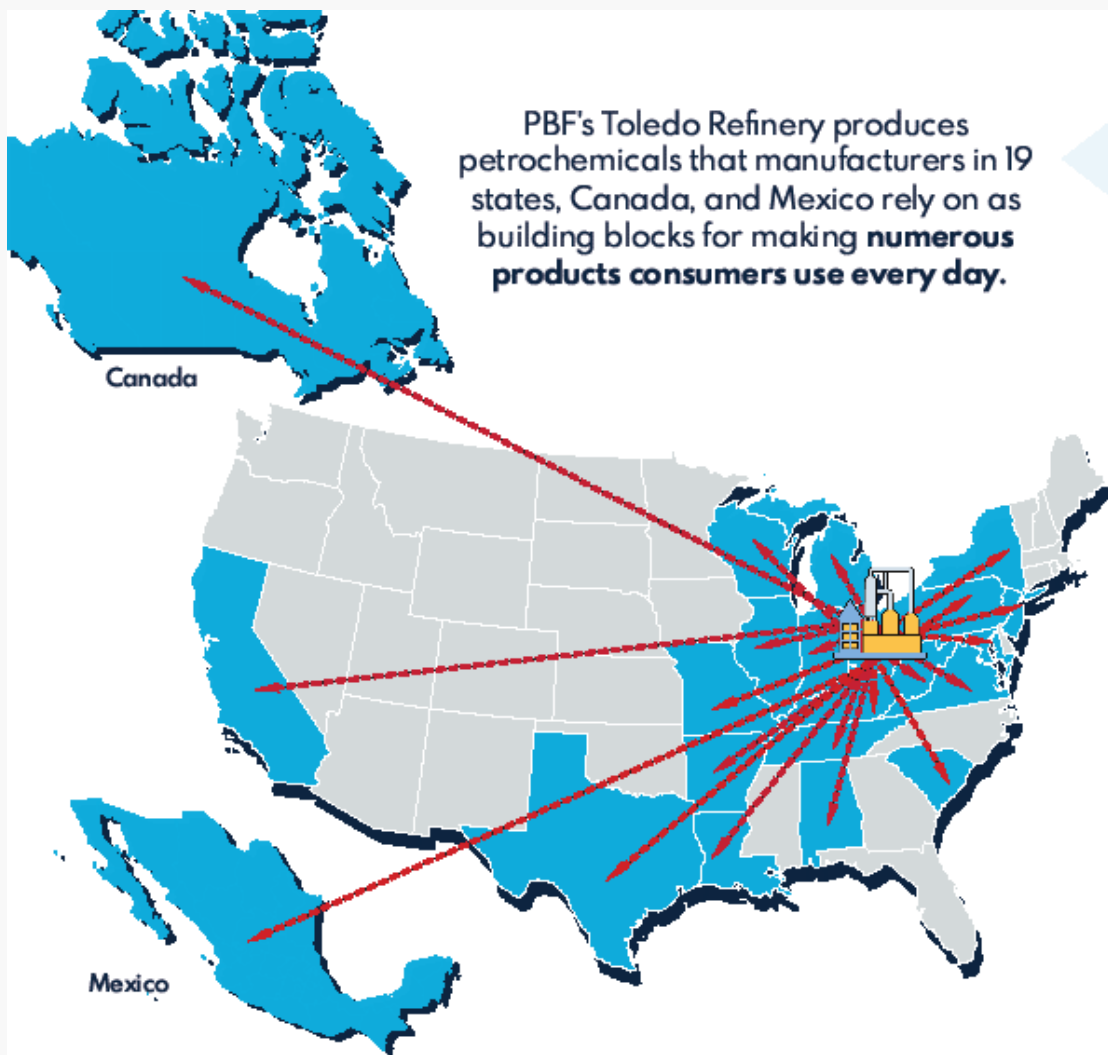 PBF's Toledo Refinery produces
petrochemicals that manufacturers in 19
states, Canada, and Mexico rely on as
building blocks for making numerous
products consumers use every day.
Canada
Mexico